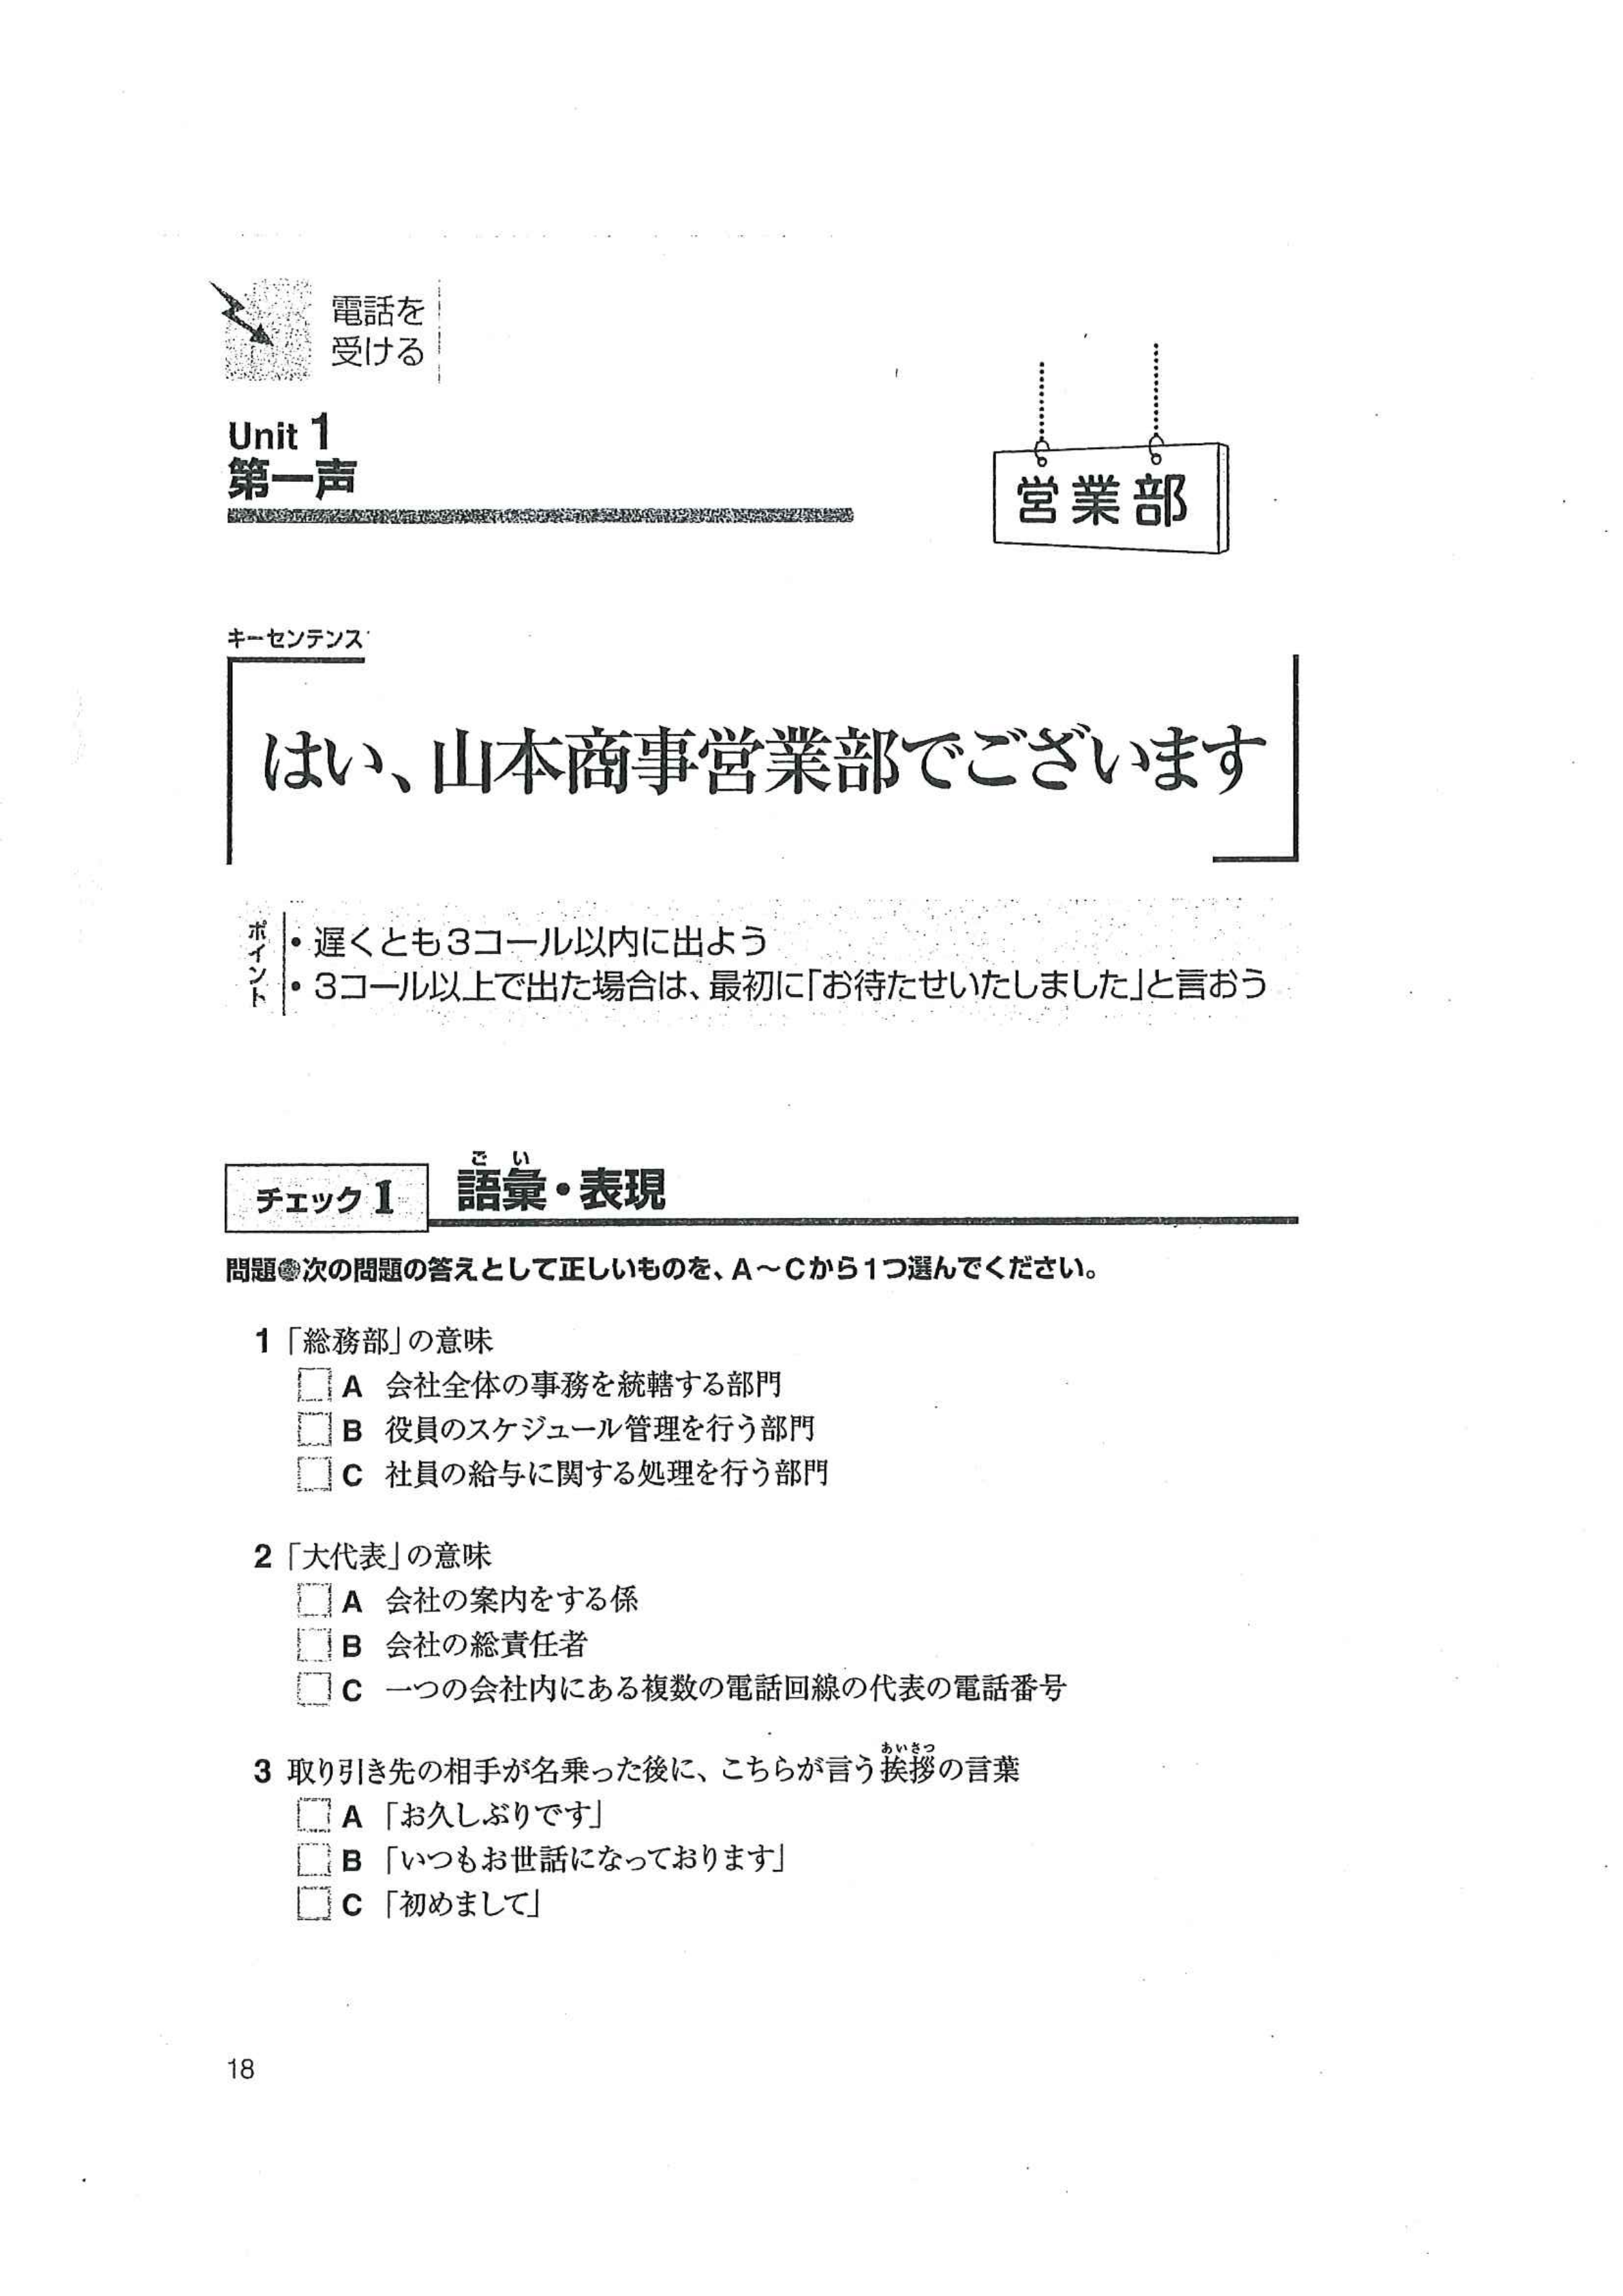 電話を
受ける
Unit 1
第一声
営業部
キーセンテンス
はい、山本商事営業部でございます
ポイント
・遅くとも3コール以内に出よう
・3コール以上で出た場合は、最初に「お待たせいたしました」と言おう
チェック1
ごい
語彙・表現
問題●次の問題の答えとして正しいものを、A～Cから1つ選んでください。
1「総務部」の意味
A 会社全体の事務を統轄する部門
B 役員のスケジュール管理を行う部門
C 社員の給与に関する処理を行う部門
2「大代表」の意味
A 会社の案内をする係
B 会社の総責任者
C 一つの会社内にある複数の電話回線の代表の電話番号
あいさつ
3 取り引き先の相手が名乗った後に、こちらが言う挨拶の言葉
A「お久しぶりです」
B「いつもお世話になっております」
C「初めまして」
18